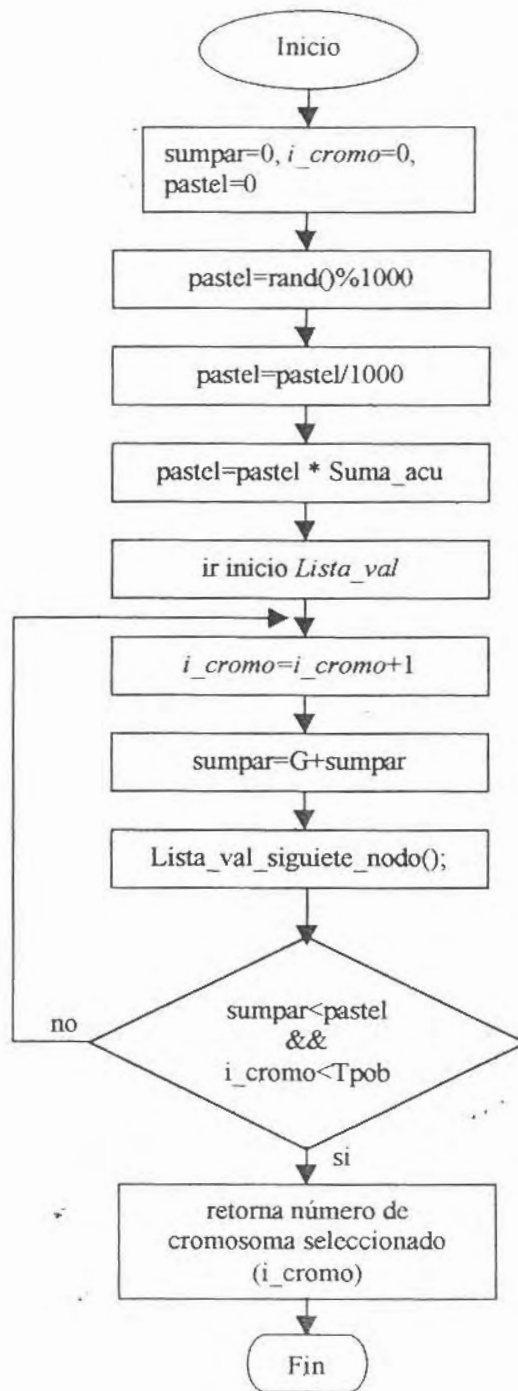 Inicio
sumpar=0, i_cromo=0,
pastel=0
pastel=rand()%1000
pastel=pastel/1000
pastel=pastel * Suma_acu
ir inicio Lista_val
i_cromo=i_cromo+1
sumpar=G+sumpar
Lista_val_siguiete_nodo();
sumpar<pastel
&&
i_cromo<Tpob
no
si
retorna número de
cromosoma seleccionado
(i_cromo)
Fin